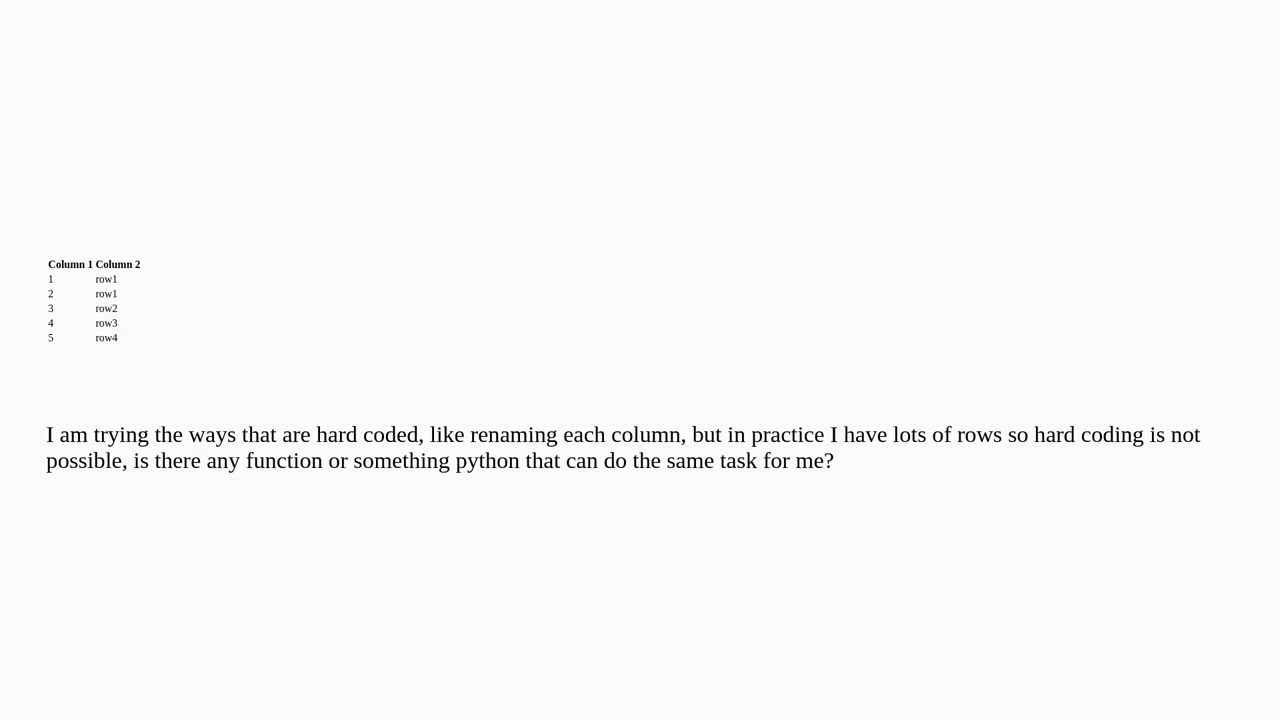 Column 1 Column 2
1 row1
2 row1
3 row2
4 row3
5 row4
I am trying the ways that are hard coded, like renaming each column, but in practice I have lots of rows so hard coding is not
possible, is there any function or something python that can do the same task for me?